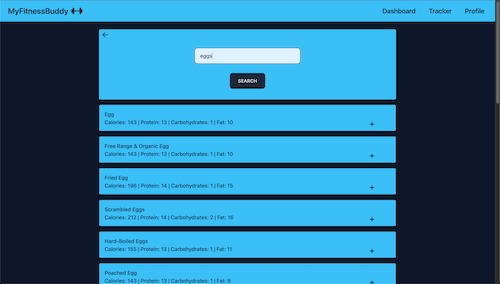 MyFitnessBuddy
Dashboard
Tracker
Profile
eggs
SEARCH
Egg
Calories: 143 | Protein: 13 | Carbohydrates: 1 | Fat: 10
Free Range & Organic Egg
Calories: 143 | Protein: 13 | Carbohydrates: 1 | Fat: 10
Fried Egg
Calories: 196 | Protein: 14 | Carbohydrates: 1 | Fat: 15
Scrambled Eggs
Calories: 212 | Protein: 14 | Carbohydrates: 2 | Fat: 16
Hard-Boiled Eggs
Calories: 155 | Protein: 13 | Carbohydrates: 1 | Fat: 11
Poached Egg
Calories: 143 | Protein: 13 | Carbohydrates: 1 | Fat: 9